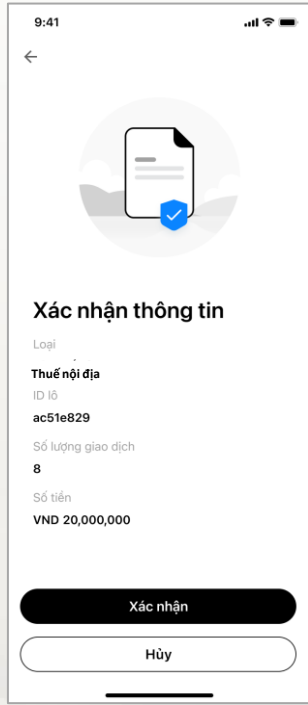 9:41
Xác nhận thông tin
Loại
Thuế nội địa
ID lô
ac51e829
Số lượng giao dịch
8
Số tiền
VND 20,000,000
Xác nhận
Hủy